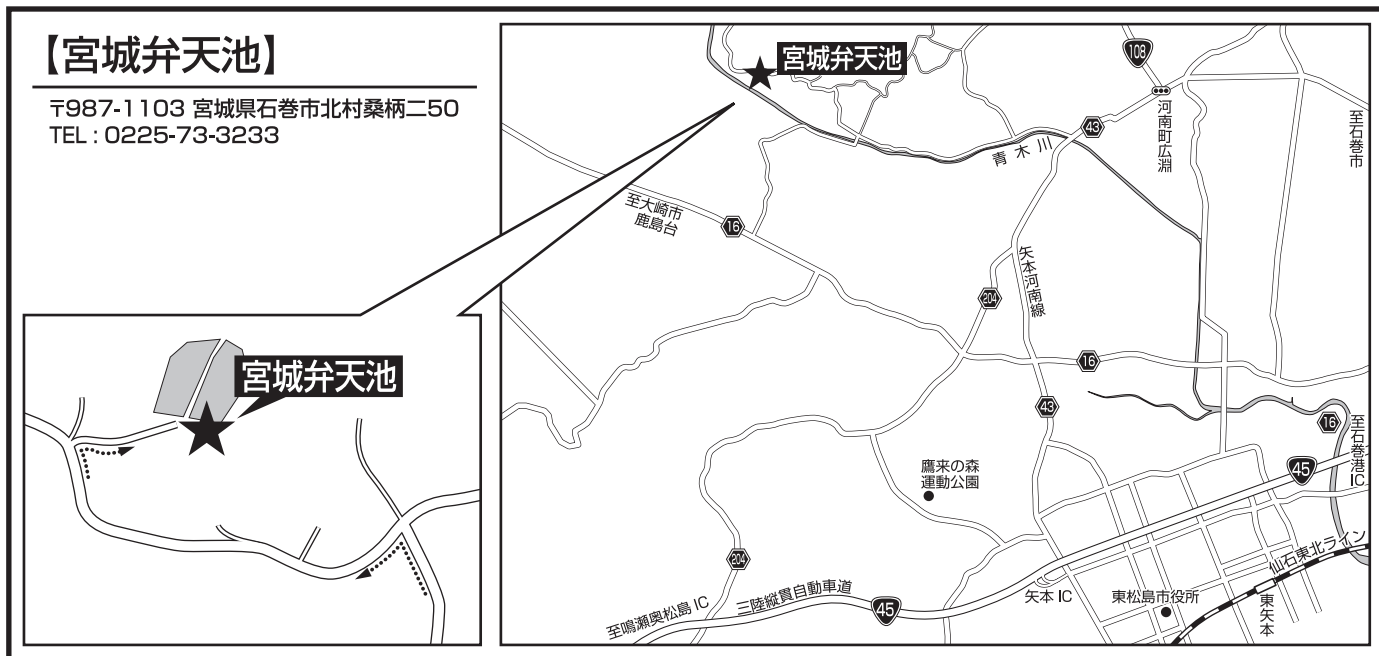 【宮城弁天池】
〒987-1103 宮城県石巻市北村桑柄二50
TEL : 0225-73-3233
宮城弁天池
宮城弁天池
108
河南町広淵
至石巻市
43
青木川
至大崎市
鹿島台
16
矢本河南線
204
16
43
16
至石巻港IC
45
鷹来の森
運動公園
204
仙石東北ライン
三陸縦貫自動車道
至鳴瀬奥松島 IC
45
矢本 IC
東松島市役所
東矢本